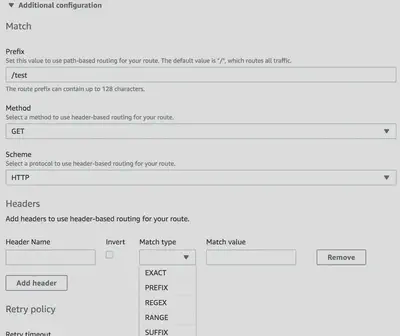 Additional configuration
Match
Prefix
Set this value to use path-based routing for your route. The default value is "/", which routes all traffic.
/test
The route prefix can contain up to 128 characters.
Method
Select a method to use header-based routing for your route.
GET
Scheme
Select a protocol to use header-based routing for your route.
HTTP
Headers
Add headers to use header-based routing for your route.
Header Name Invert Match type Match value
Remove
Add header
EXACT
PREFIX
REGEX
RANGE
SUFFIX
Retry policy
Retry timeout